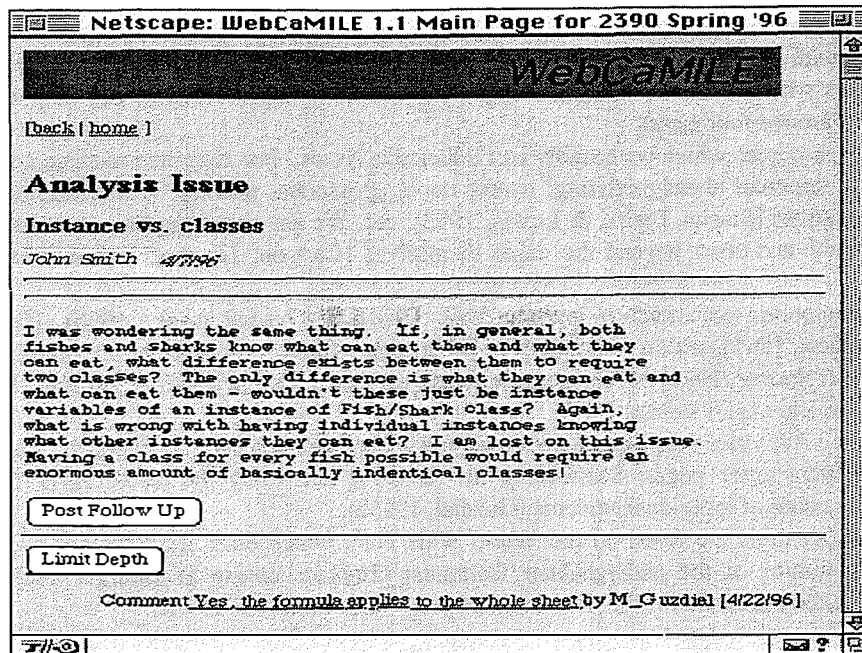 Netscape: WebCaMILE 1.1 Main Page for 2390 Spring '96
WebCaMILE
[back | home ]
Analysis Issue
Instance vs. classes
John Smith 4/7/96
I was wondering the same thing. If, in general, both
fishes and sharks know what can eat them and what they
can eat, what difference exists between them to require
two classes? The only difference is what they can eat and
what can eat them - wouldn't these just be instance
variables of an instance of Fish/Shark class? Again,
what is wrong with having individual instances knowing
what other instances they can eat? I am lost on this issue.
Having a class for every fish possible would require an
enormous amount of basically indentical classes!
Post Follow Up
Limit Depth
Comment Yes, the formula applies to the whole sheet by M_Guzdial [4/22/96]